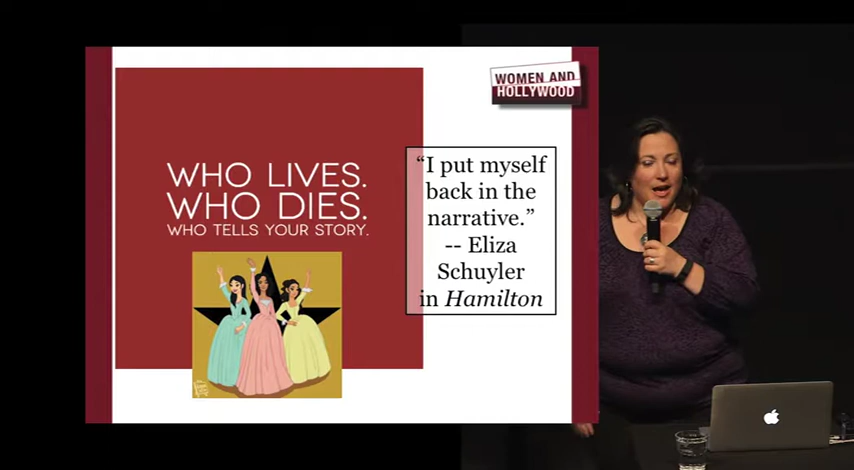 WOMEN AND
HOLLYWOOD
WHO LIVES.
WHO DIES.
WHO TELLS YOUR STORY.
“I put myself
back in the
narrative.”
-- Eliza
Schuyler
in Hamilton